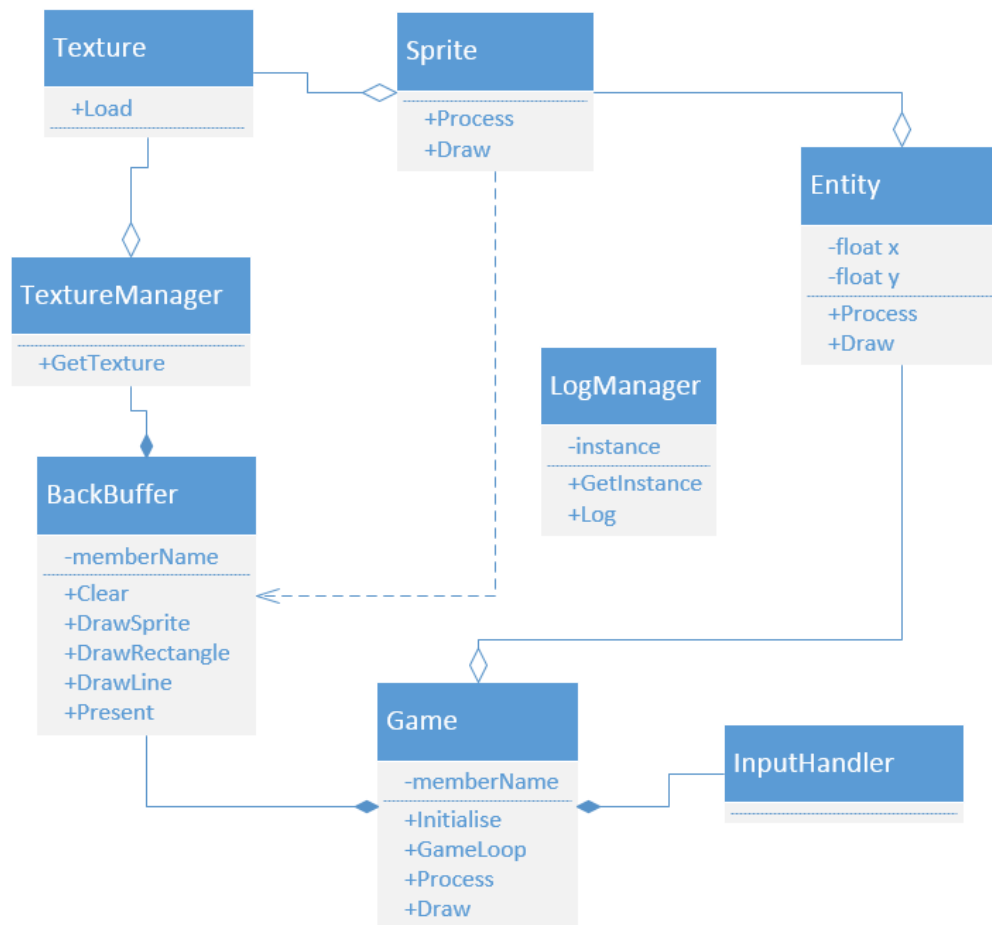 Texture
+Load
Sprite
+Process
+Draw
Entity
-float x
-float y
+Process
+Draw
TextureManager
+GetTexture
LogManager
-instance
+GetInstance
+Log
BackBuffer
-memberName
+Clear
+DrawSprite
+DrawRectangle
+DrawLine
+Present
Game
-memberName
+Initialise
+GameLoop
+Process
+Draw
InputHandler